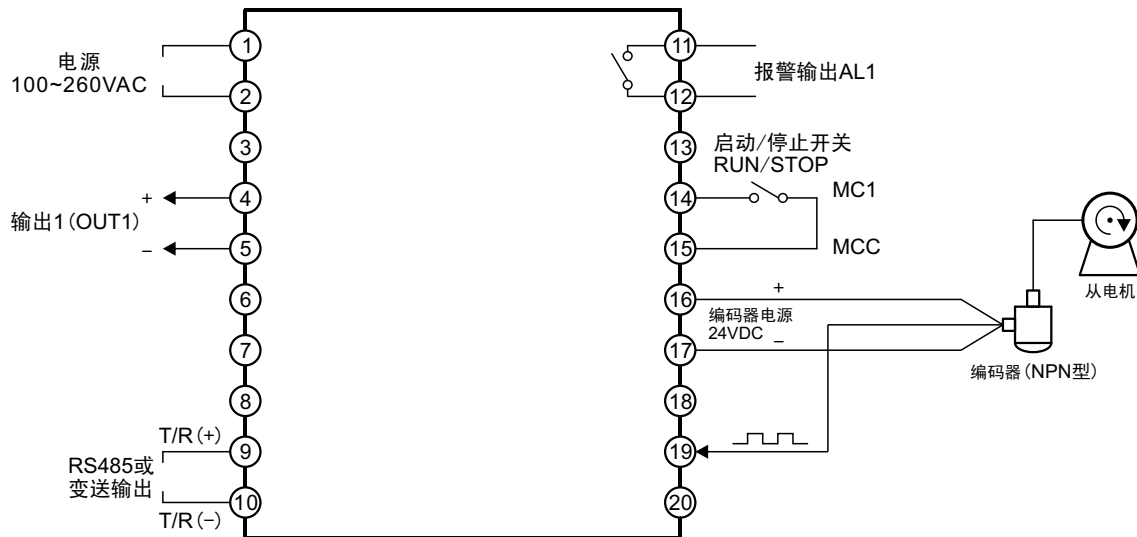 电源
100~260VAC
1
2
3
+
4
输出1(OUT1)
−
5
6
7
8
T/R(+)
9
RS485或
变送输出
10
T/R(−)
11
报警输出AL1
12
13
启动/停止开关
RUN/STOP
14
MC1
15
MCC
16
+
编码器电源
24VDC
−
17
18
19
20
从电机
编码器(NPN型)